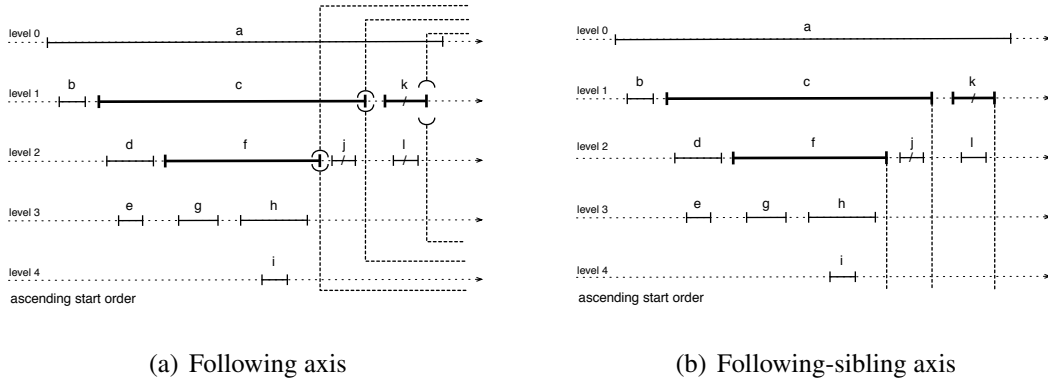 level 0 a
level 1 b c k
level 2 d f j l
level 3 e g h
level 4 i
ascending start order
(a) Following axis
level 0 a
level 1 b c k
level 2 d f j l
level 3 e g h
level 4 i
ascending start order
(b) Following-sibling axis